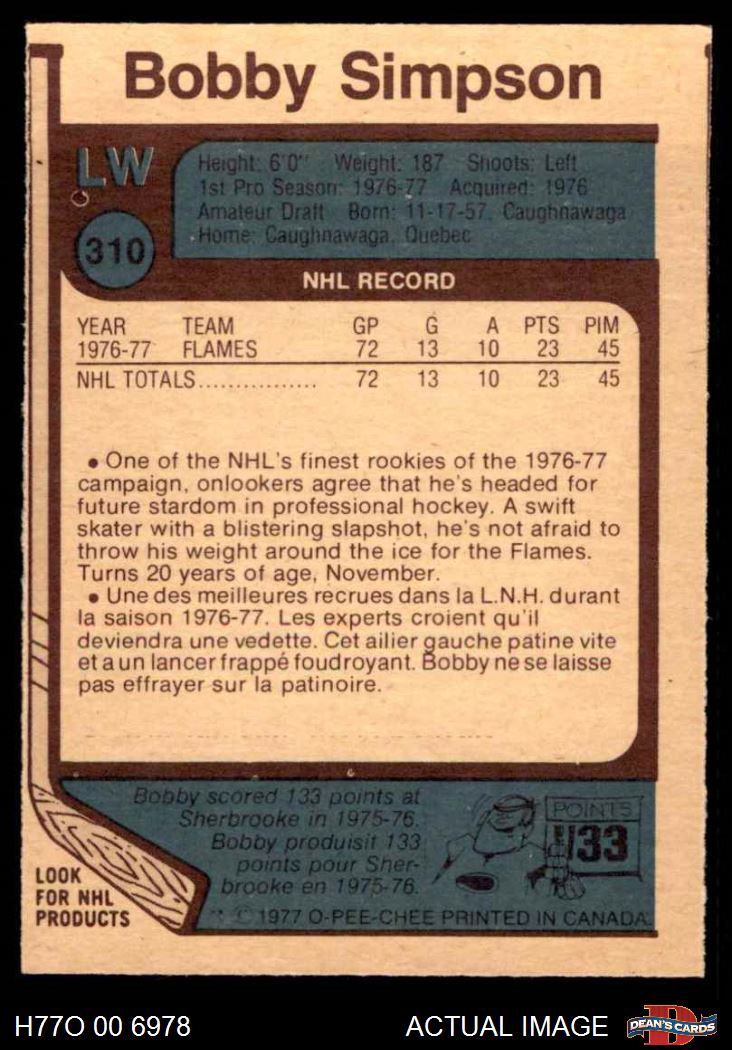 Bobby Simpson
LW
310
Height: 6'0" Weight: 187 Shoots: Left
1st Pro Season: 1976-77 Acquired: 1976
Amateur Draft Born: 11-17-57, Caughnawaga
Home: Caughnawaga, Quebec
NHL RECORD
YEAR TEAM GP G A PTS PIM
1976-77 FLAMES 72 13 10 23 45
NHL TOTALS................ 72 13 10 23 45
• One of the NHL's finest rookies of the 1976-77
campaign, onlookers agree that he's headed for
future stardom in professional hockey. A swift
skater with a blistering slapshot, he's not afraid to
throw his weight around the ice for the Flames.
Turns 20 years of age, November.
• Une des meilleures recrues dans la L.N.H. durant
la saison 1976-77. Les experts croient qu'il
deviendra une vedette. Cet ailier gauche patine vite
et a un lancer frappé foudroyant. Bobby ne se laisse
pas effrayer sur la patinoire.
Bobby scored 133 points at
Sherbrooke in 1975-76.
Bobby produisit 133
points pour Sher-
brooke en 1975-76.
POINTS
133
LOOK
FOR NHL
PRODUCTS
© 1977 O-PEE-CHEE PRINTED IN CANADA.
H77O 00 6978
ACTUAL IMAGE
D
DEAN'S CARDS